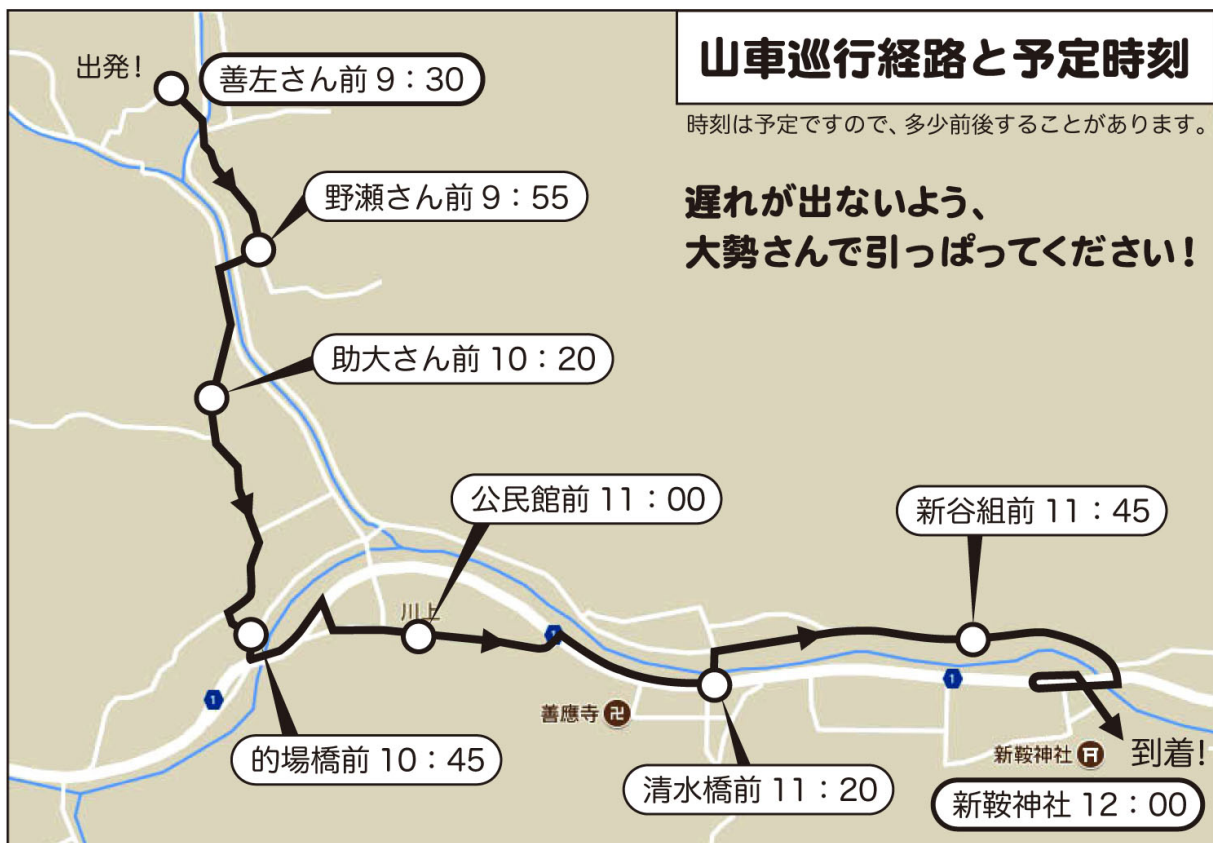 山車巡行経路と予定時刻
時刻は予定ですので、多少前後することがあります。
遅れが出ないよう、
大勢さんで引っぱってください!
出発!
善左さん前 9:30
野瀬さん前 9:55
助大さん前 10:20
的場橋前 10:45
川上
公民館前 11:00
1
1
1
善應寺
卍
清水橋前 11:20
新谷組前 11:45
新鞍神社
到着!
新鞍神社 12:00